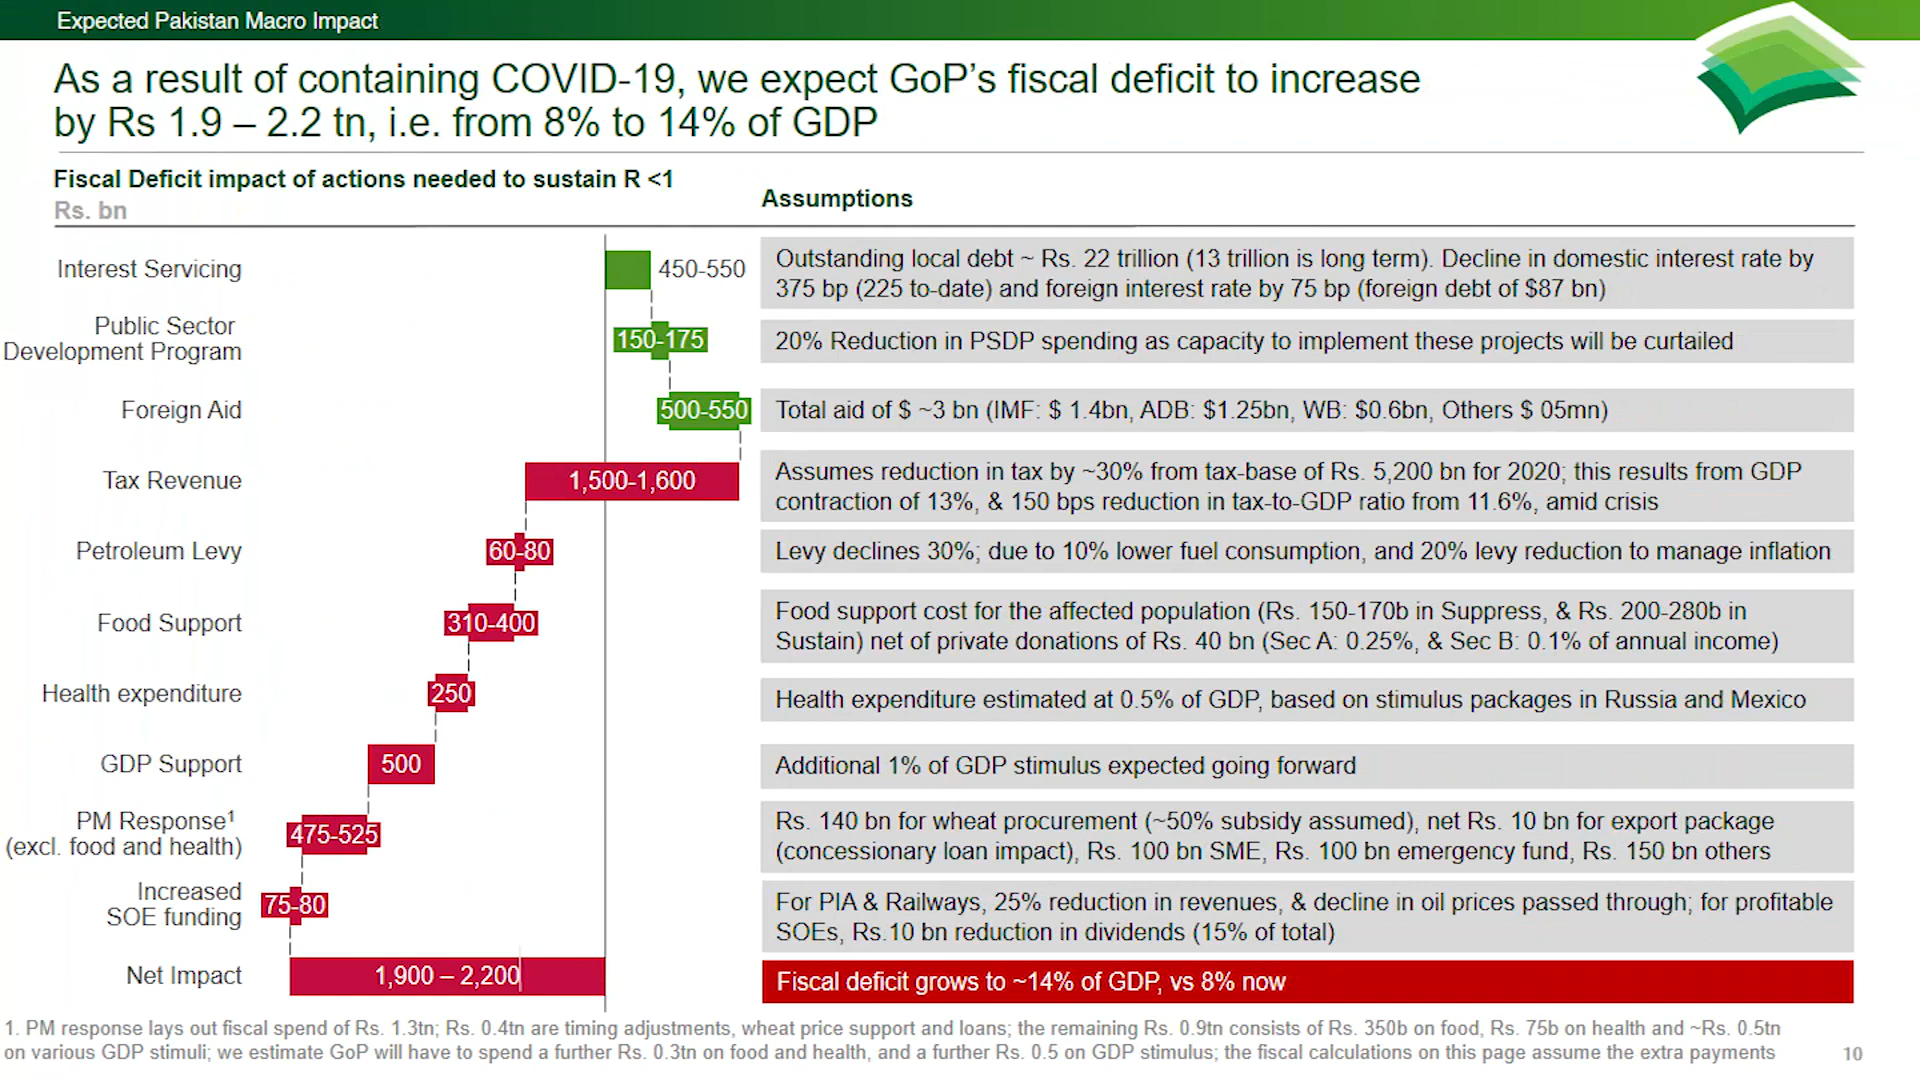 Expected Pakistan Macro Impact
As a result of containing COVID-19, we expect GoP's fiscal deficit to increase
by Rs 1.9 – 2.2 tn, i.e. from 8% to 14% of GDP
Fiscal Deficit impact of actions needed to sustain R <1
Rs. bn
Assumptions
Interest Servicing
450-550
Outstanding local debt ~ Rs. 22 trillion (13 trillion is long term). Decline in domestic interest rate by
375 bp (225 to-date) and foreign interest rate by 75 bp (foreign debt of $87 bn)
Public Sector
Development Program
150-175
20% Reduction in PSDP spending as capacity to implement these projects will be curtailed
Foreign Aid
500-550
Total aid of $ ~3 bn (IMF: $ 1.4bn, ADB: $1.25bn, WB: $0.6bn, Others $ 05mn)
Tax Revenue
1,500-1,600
Assumes reduction in tax by ~30% from tax-base of Rs. 5,200 bn for 2020; this results from GDP
contraction of 13%, & 150 bps reduction in tax-to-GDP ratio from 11.6%, amid crisis
Petroleum Levy
60-80
Levy declines 30%; due to 10% lower fuel consumption, and 20% levy reduction to manage inflation
Food Support
310-400
Food support cost for the affected population (Rs. 150-170b in Suppress, & Rs. 200-280b in
Sustain) net of private donations of Rs. 40 bn (Sec A: 0.25%, & Sec B: 0.1% of annual income)
Health expenditure
250
Health expenditure estimated at 0.5% of GDP, based on stimulus packages in Russia and Mexico
GDP Support
500
Additional 1% of GDP stimulus expected going forward
PM Response¹
(excl. food and health)
475-525
Rs. 140 bn for wheat procurement (~50% subsidy assumed), net Rs. 10 bn for export package
(concessionary loan impact), Rs. 100 bn SME, Rs. 100 bn emergency fund, Rs. 150 bn others
Increased
SOE funding
75-80
For PIA & Railways, 25% reduction in revenues, & decline in oil prices passed through; for profitable
SOEs, Rs.10 bn reduction in dividends (15% of total)
Net Impact
1,900 – 2,200
Fiscal deficit grows to ~14% of GDP, vs 8% now
1. PM response lays out fiscal spend of Rs. 1.3tn; Rs. 0.4tn are timing adjustments, wheat price support and loans; the remaining Rs. 0.9tn consists of Rs. 350b on food, Rs. 75b on health and ~Rs. 0.5tn
on various GDP stimuli; we estimate GoP will have to spend a further Rs. 0.3tn on food and health, and a further Rs. 0.5 on GDP stimulus; the fiscal calculations on this page assume the extra payments
10